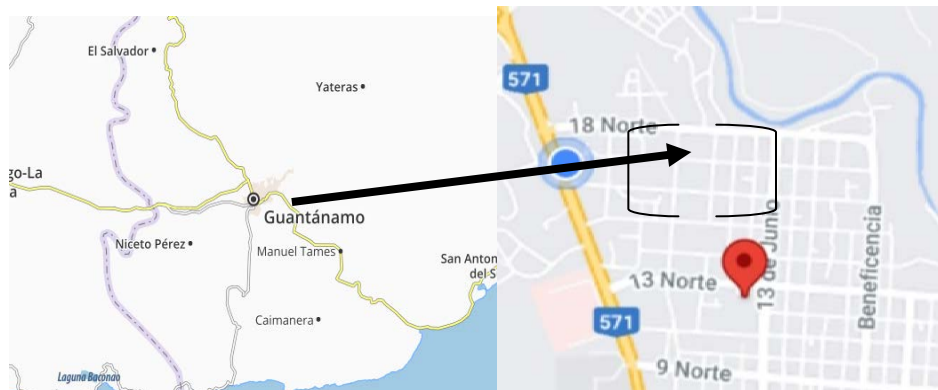 El Salvador
Yateras
go-La
a
Guantánamo
Niceto Pérez
Manuel Tames
San Anton
del S
Caimanera
Laguna Baconao
571
18 Norte
13 de Junio
Beneficencia
13 Norte
571
9 Norte